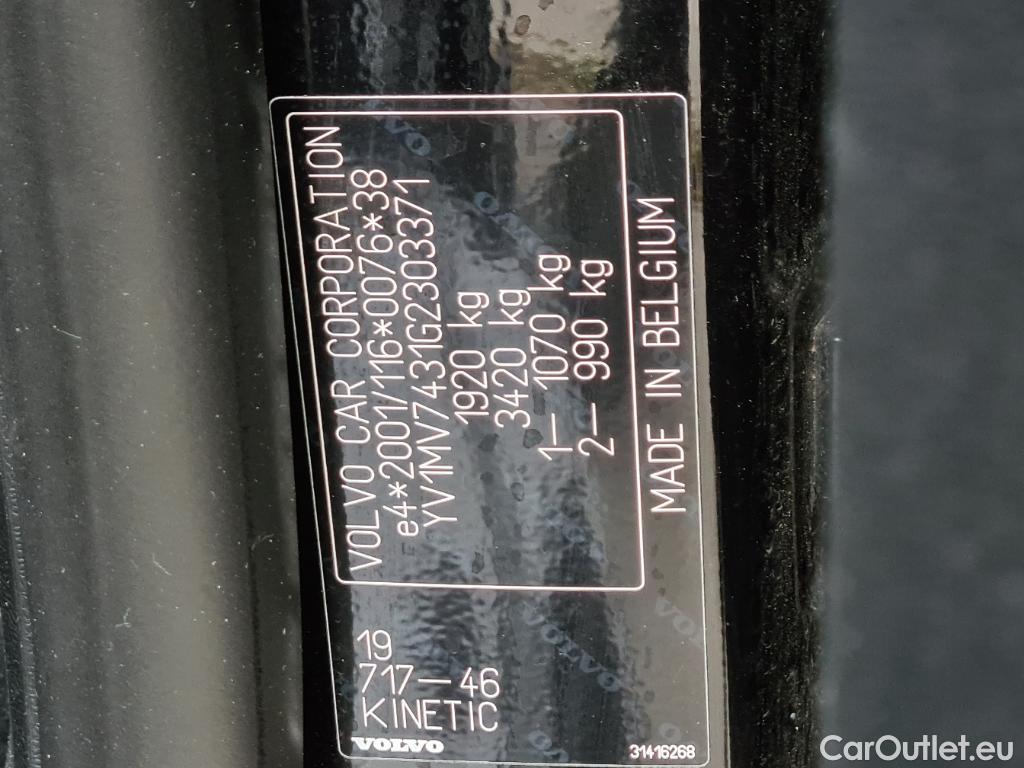 VOLVO CAR CORPORATION
e4*2001/116*0076*38
YV1MV7431G2303371
1920 kg
3420 kg
1– 1070 kg
2– 990 kg
MADE IN BELGIUM
19
717–46
KINETIC
VOLVO
31416268
CarOutlet.eu